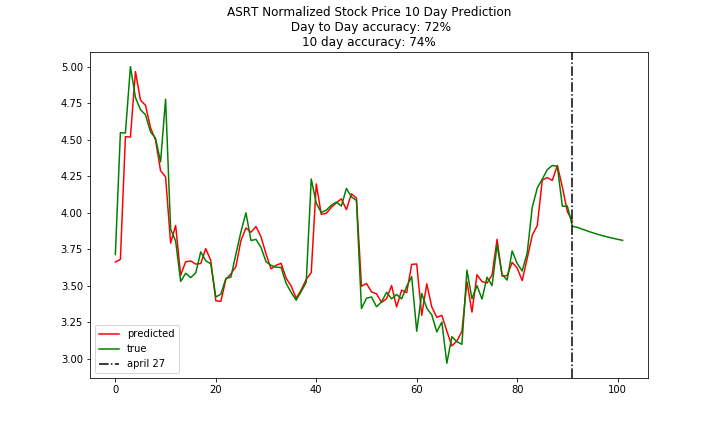 ASRT Normalized Stock Price 10 Day Prediction
Day to Day accuracy: 72%
10 day accuracy: 74%
5.00
4.75
4.50
4.25
4.00
3.75
3.50
3.25
3.00
predicted
true
april 27
0 20 40 60 80 100